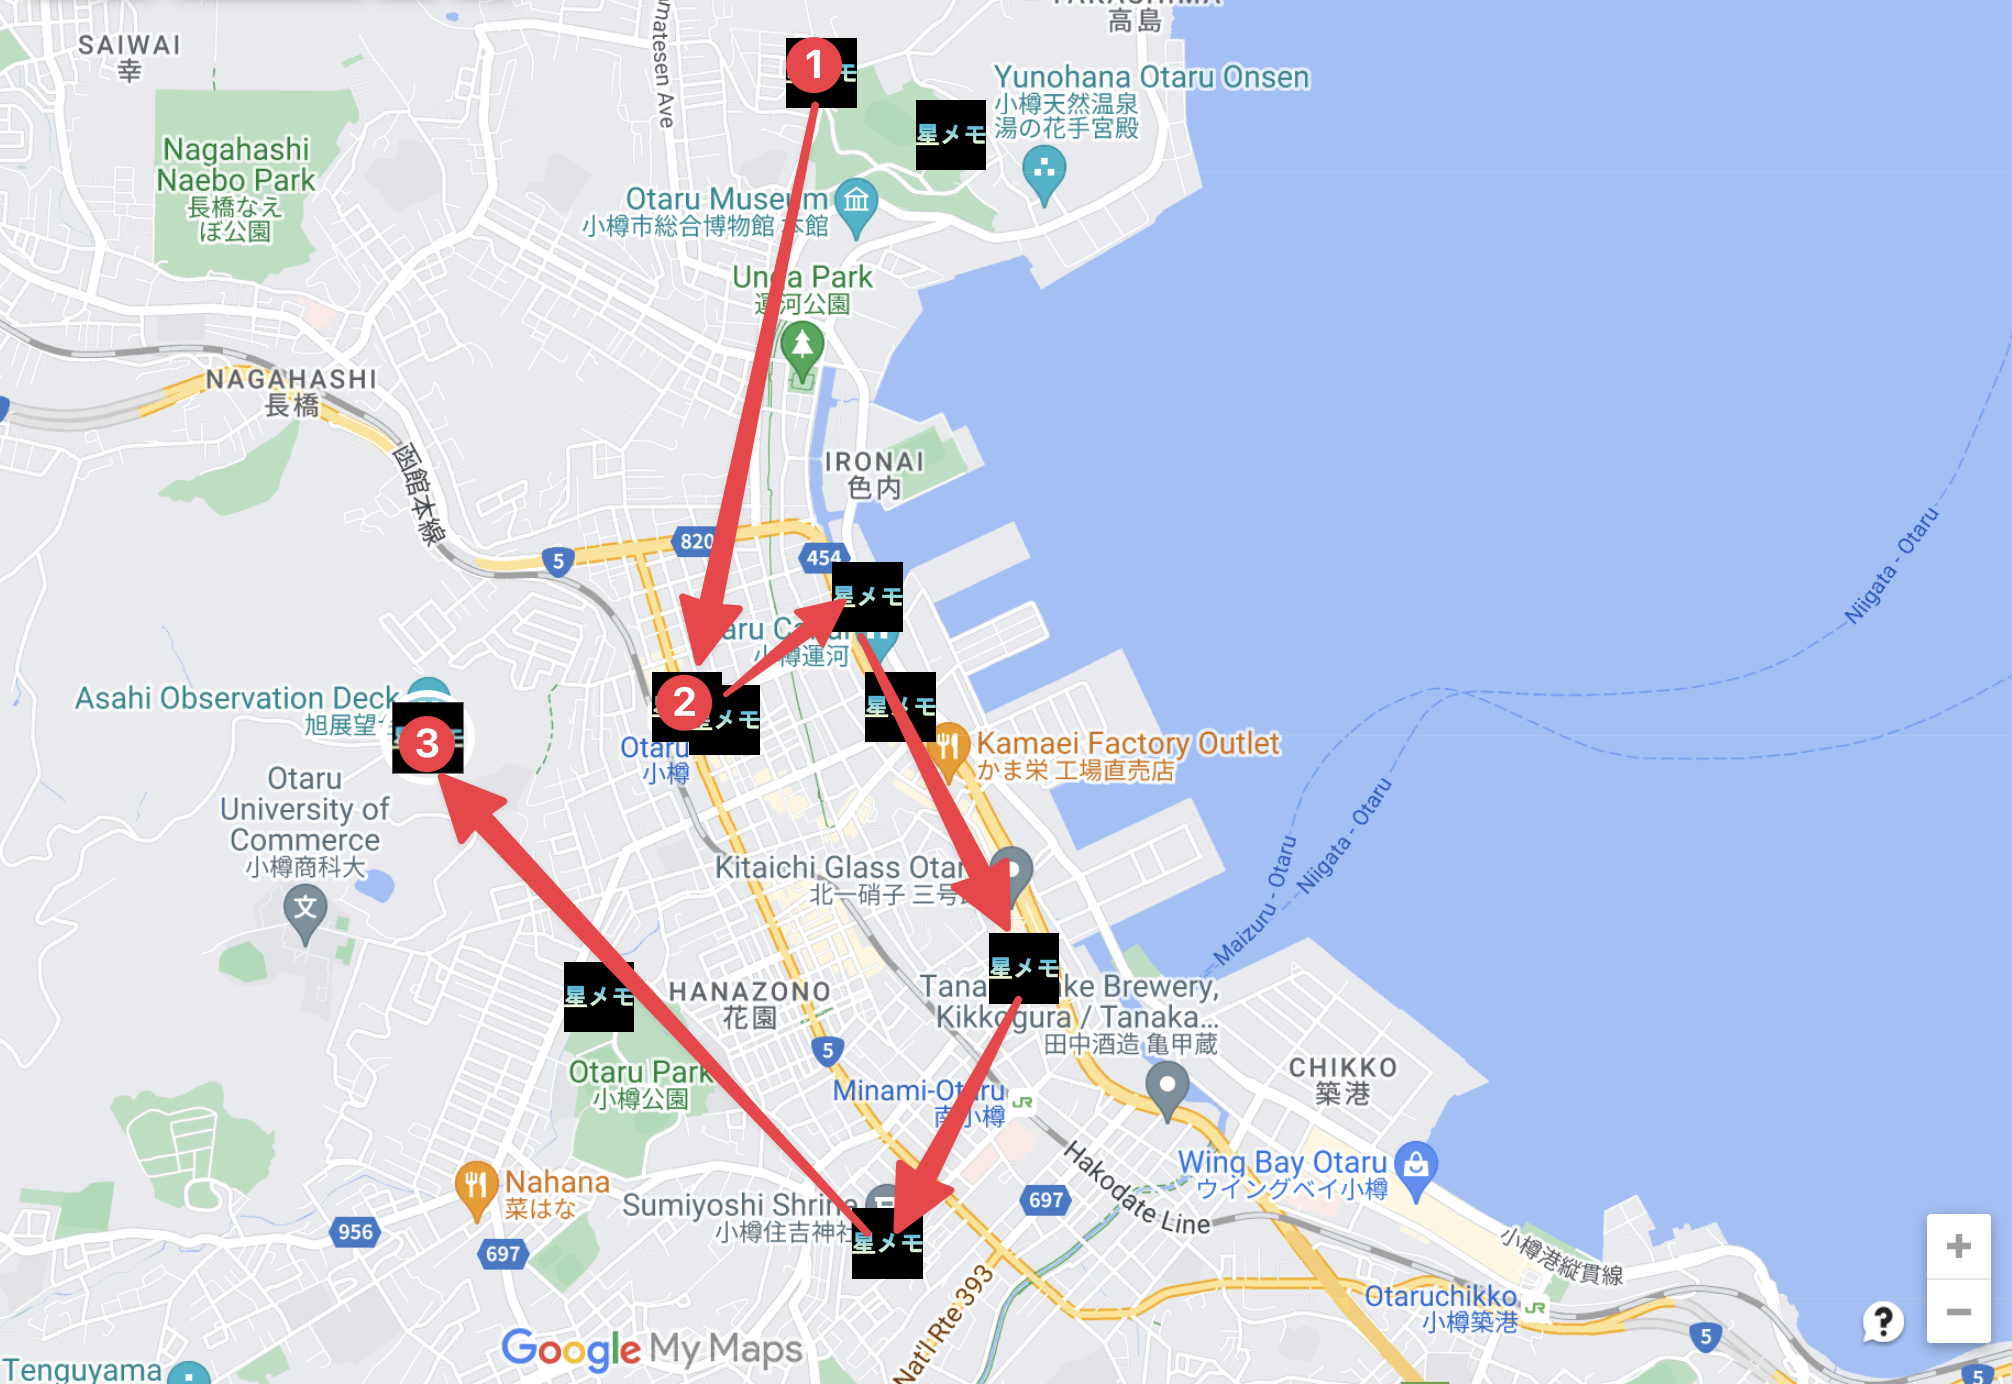 TAKASHIMA
高島
SAIWAI
幸
matesen Ave
1
星メモ
Yunohana Otaru Onsen
小樽天然温泉
湯の花手宮殿
Nagahashi
Naebo Park
長橋なえ
ぼ公園
Otaru Museum
小樽市総合博物館 本館
Unga Park
運河公園
NAGAHASHI
長橋
函館本線
IRONAI
色内
820
454
5
星メモ
aru Canal
小樽運河
Niigata - Otaru
Asahi Observation Deck
旭展望
3
2
星メモ
星メモ
Otaru
小樽
Kamaei Factory Outlet
かま栄 工場直売店
Otaru
University of
Commerce
小樽商科大
Kitaichi Glass Otar
北一硝子 三号
Niigata - Otaru
Maizuru - Otaru
星メモ
星メモ
HANAZONO
花園
Tana ke Brewery,
Kikkogura / Tanaka...
田中酒造 亀甲蔵
5
Otaru Park
小樽公園
Minami-Otaru
南小樽
JR
CHIKKO
築港
Hakodate Line
Wing Bay Otaru
ウイングベイ小樽
Nahana
菜はな
Sumiyoshi Shrine
小樽住吉神社
697
956
697
星メモ
小樽港縦貫線
Nat'l Rte 393
Otaruchikko
小樽築港
JR
5
Google My Maps
Tenguyama
5
+
−
?